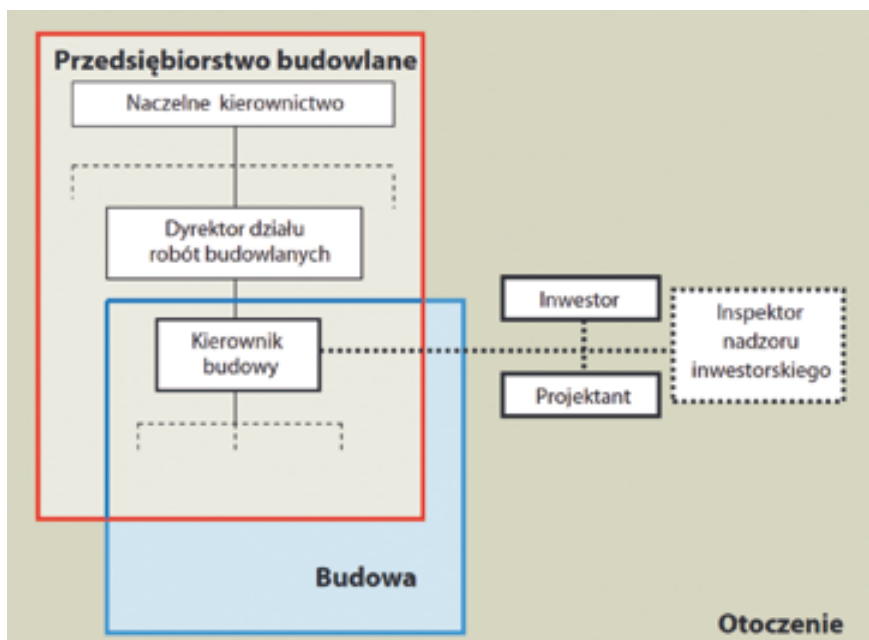 Przedsiębiorstwo budowlane
Naczelne kierownictwo
Dyrektor działu
robót budowlanych
Kierownik
budowy
Inwestor
Projektant
Inspektor
nadzoru
inwestorskiego
Budowa
Otoczenie